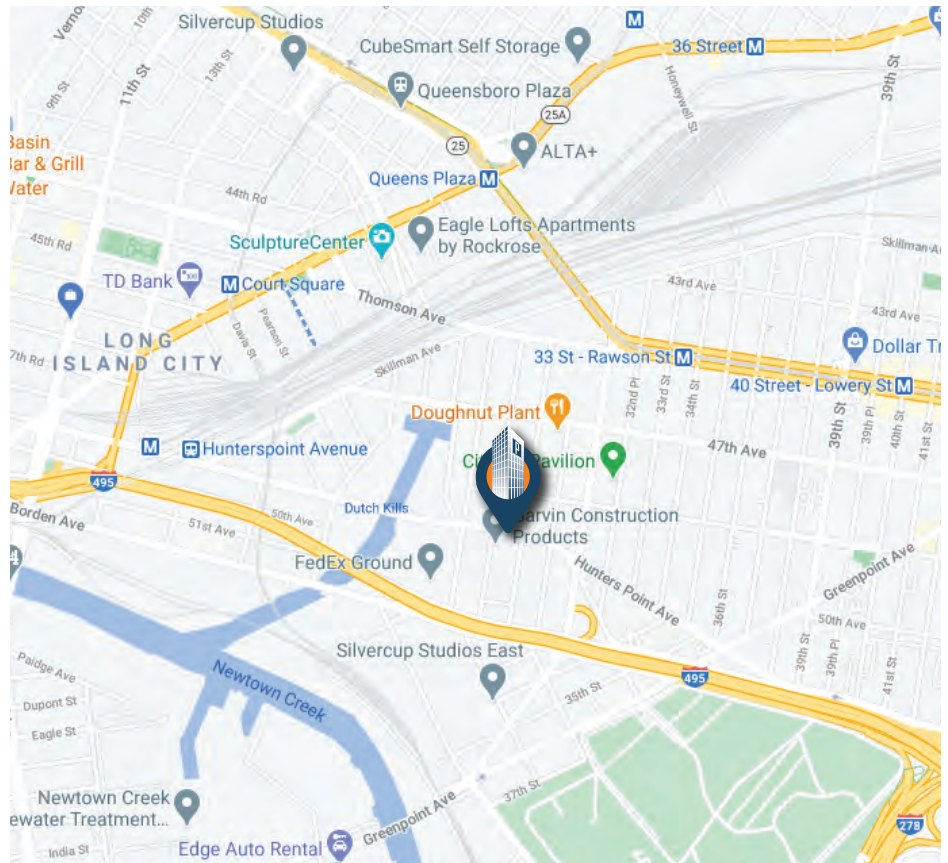 Silvercup Studios
M
CubeSmart Self Storage
36 Street M
11th St
13th St
9th St
39th St
Honeywell St
Queensboro Plaza
25A
25
ALTA+
Basin
Bar & Grill
Water
Queens Plaza M
44th Rd
45th Rd
Eagle Lofts Apartments
by Rockrose
SculptureCenter
Skillman Ave
TD Bank
M Court Square
43rd Ave
43rd Ave
Thomson Ave
Davis St
Pearson St
LONG
ISLAND CITY
47th Rd
Skillman Ave
33 St - Rawson St M
Dollar Tr
40 Street - Lowery St M
Doughnut Plant
32nd Pl
33rd St
34th St
39th St
39th Pl
40th St
41st St
47th Ave
M
Hunterspoint Avenue
P
Pavilion
495
Borden Ave
51st Ave
50th Ave
Dutch Kills
Garvin Construction
Products
FedEx Ground
Hunters Point Ave
Greenpoint Ave
36th St
50th Ave
4
Silvercup Studios East
39th St
39th Pl
41st St
495
35th St
Paidge Ave
Dupont St
Eagle St
Newtown Creek
37th St
Newtown Creek
ewater Treatment...
Greenpoint Ave
India St
Edge Auto Rental
278